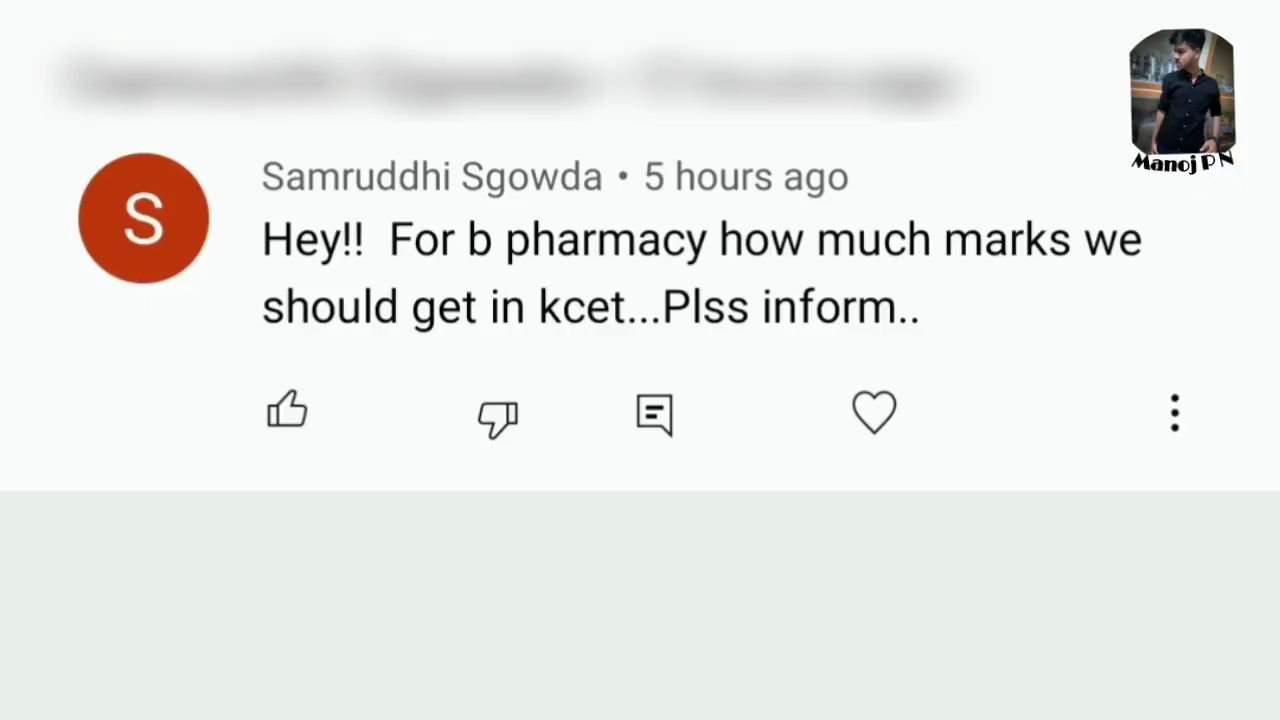 Manoj P N
S
Samruddhi Sgowda • 5 hours ago
Hey!! For b pharmacy how much marks we
should get in kcet...Plss inform..